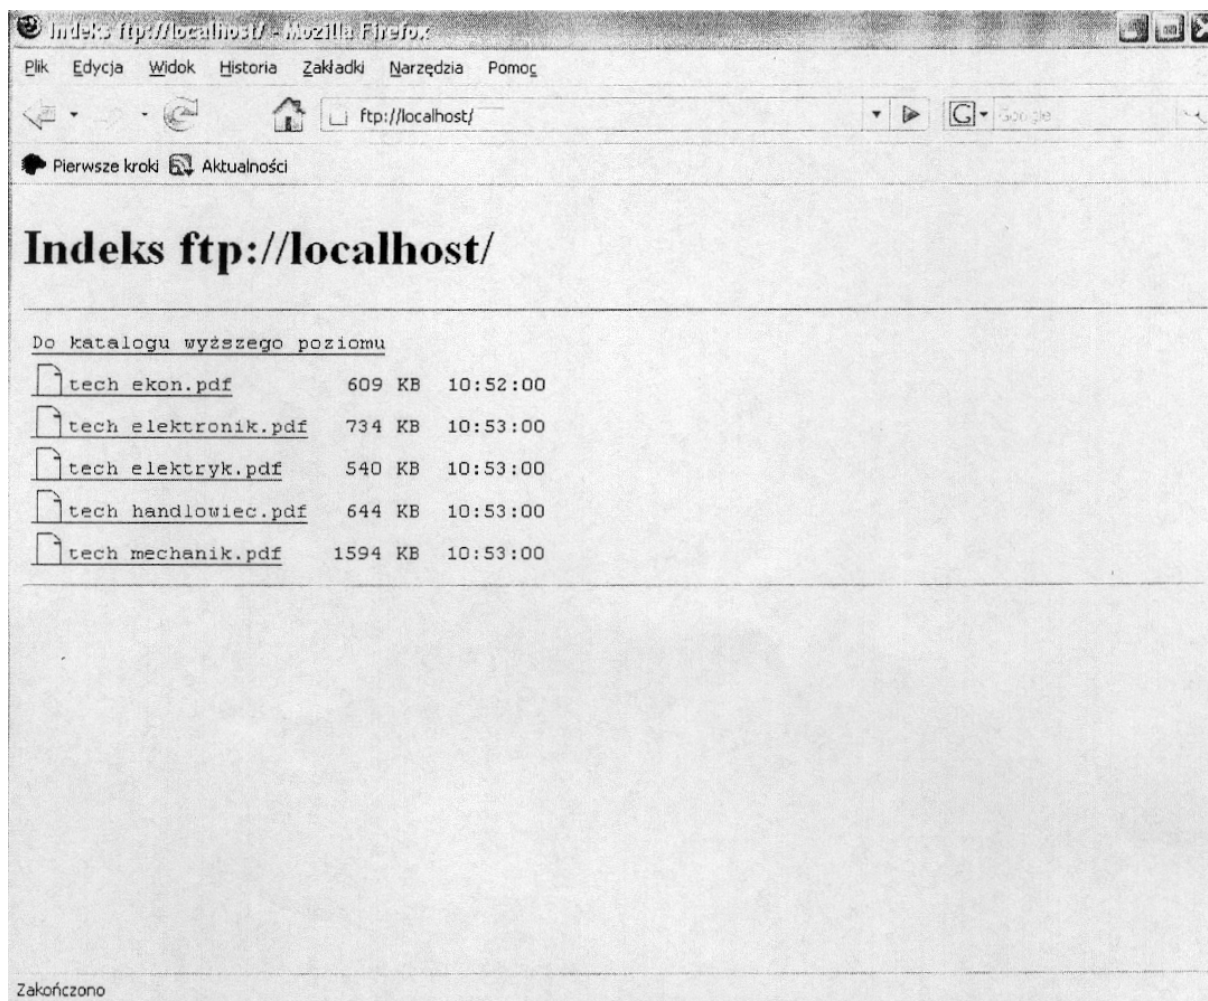 Indeks ftp://localhost/ - Mozilla Firefox
Plik Edycja Widok Historia Zakładki Narzędzia Pomoc
ftp://localhost/ G Google
Pierwsze kroki Aktualności
Indeks ftp://localhost/
Do katalogu wyższego poziomu
tech ekon.pdf 609 KB 10:52:00
tech elektronik.pdf 734 KB 10:53:00
tech elektryk.pdf 540 KB 10:53:00
tech handlowiec.pdf 644 KB 10:53:00
tech mechanik.pdf 1594 KB 10:53:00
Zakończono